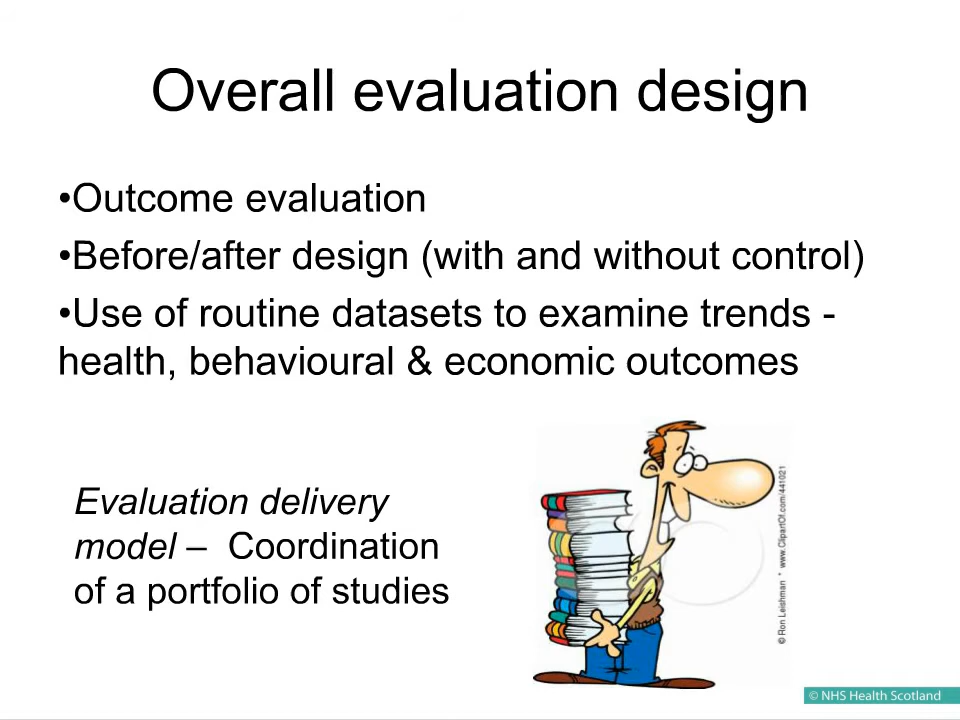 Overall evaluation design
•Outcome evaluation
•Before/after design (with and without control)
•Use of routine datasets to examine trends -
health, behavioural & economic outcomes
Evaluation delivery
model – Coordination
of a portfolio of studies
© Ron Leishman * www.ClipartOf.com/441021
© NHS Health Scotland